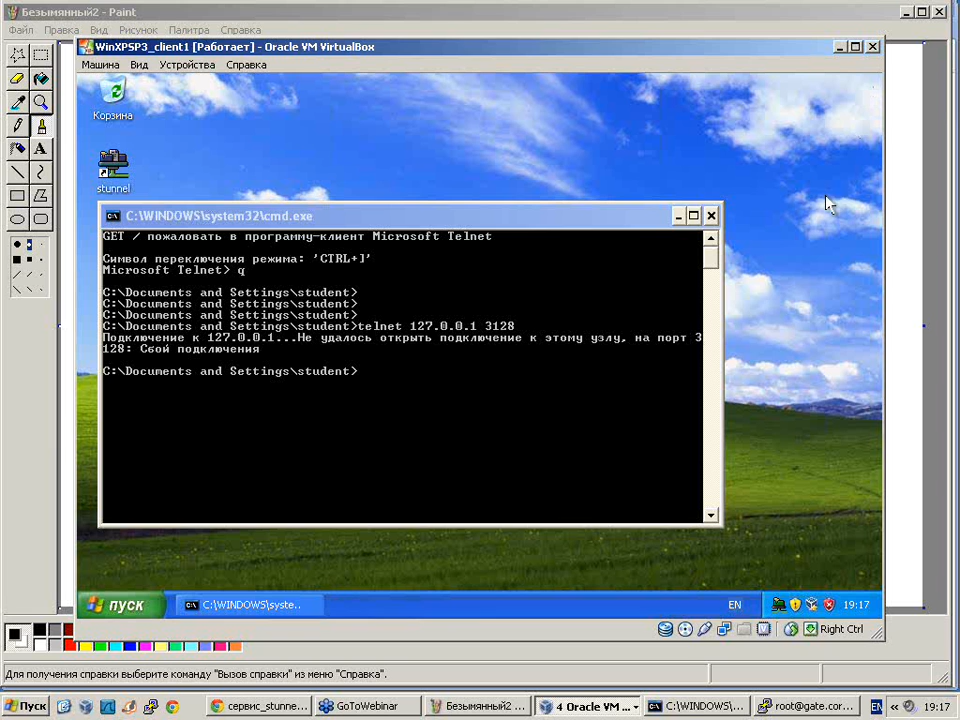 Безымянный2 - Paint
Файл Правка Вид Рисунок Палитра Справка
WinXPSP3_client1 [Работает] - Oracle VM VirtualBox
Машина Вид Устройства Справка
Корзина
stunnel
C:\WINDOWS\system32\cmd.exe
GET / пожаловать в программу-клиент Microsoft Telnet
Символ переключения режима: 'CTRL+]'
Microsoft Telnet> q
C:\Documents and Settings\student>
C:\Documents and Settings\student>
C:\Documents and Settings\student>
C:\Documents and Settings\student>telnet 127.0.0.1 3128
Подключение к 127.0.0.1...Не удалось открыть подключение к этому узлу, на порт 3
128: Сбой подключения
C:\Documents and Settings\student>
пуск C:\WINDOWS\syste.. EN 19:17
Right Ctrl
Для получения справки выберите команду "Вызов справки" из меню "Справка".
Пуск сервис_stunne... GoToWebinar Безымянный2 ... 4 Oracle VM ... C:\WINDOWS\... root@gate.cor... EN 19:17